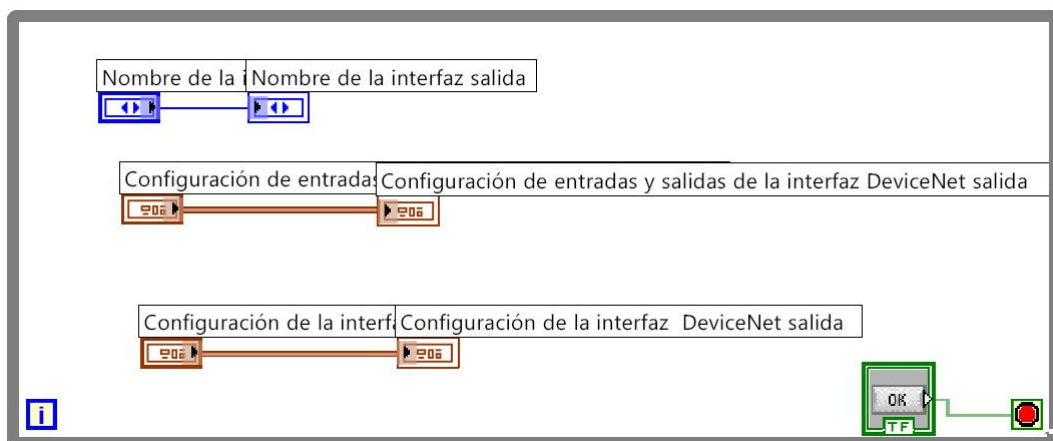 Nombre de la i
Nombre de la interfaz salida
Configuración de entradas
Configuración de entradas y salidas de la interfaz DeviceNet salida
Configuración de la interfa
Configuración de la interfaz  DeviceNet salida
OK
TF
i